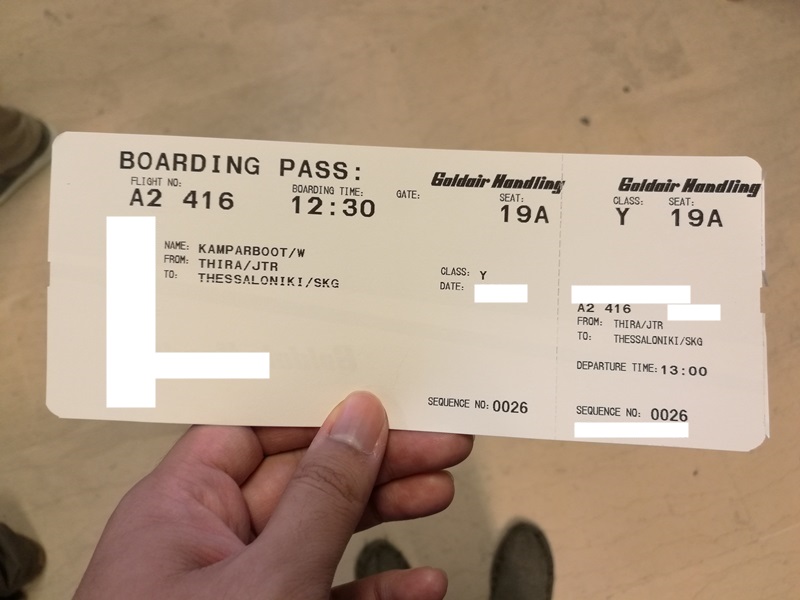 BOARDING PASS:
Goldair Handling
FLIGHT NO:
A2 416
BOARDING TIME:
12:30
GATE:
SEAT:
19A
NAME: KAMPARBOOT/W
FROM: THIRA/JTR
TO: THESSALONIKI/SKG
CLASS: Y
DATE:
SEQUENCE NO: 0026
Goldair Handling
CLASS: SEAT:
Y 19A
A2 416
FROM: THIRA/JTR
TO: THESSALONIKI/SKG
DEPARTURE TIME: 13:00
SEQUENCE NO: 0026